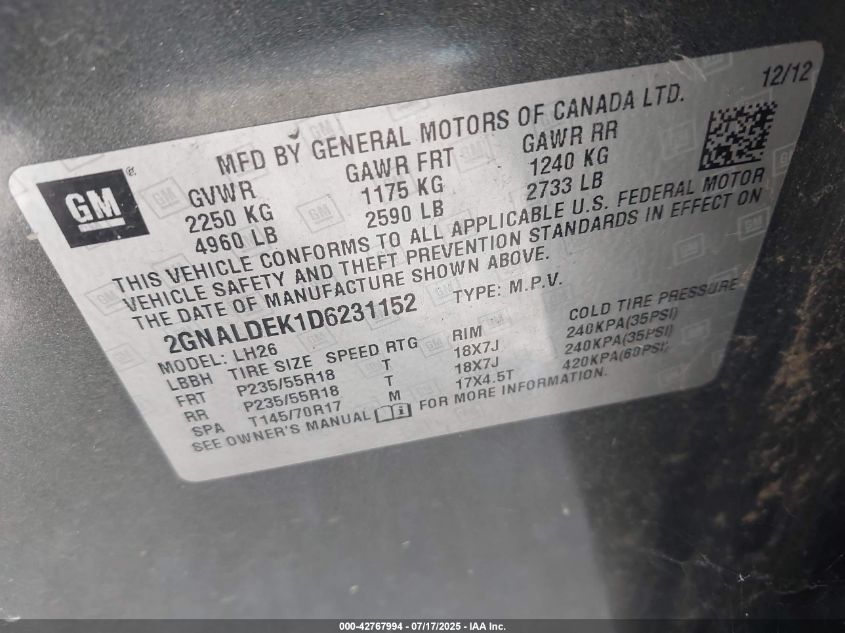 12/12
GM
MFD BY GENERAL MOTORS OF CANADA LTD.
GVWR GAWR FRT GAWR RR
2250 KG 1175 KG 1240 KG
4960 LB 2590 LB 2733 LB
THIS VEHICLE CONFORMS TO ALL APPLICABLE U.S. FEDERAL MOTOR
VEHICLE SAFETY AND THEFT PREVENTION STANDARDS IN EFFECT ON
THE DATE OF MANUFACTURE SHOWN ABOVE.
2GNALDEK1D6231152 TYPE: M.P.V.
MODEL: LH26
LBBH TIRE SIZE SPEED RTG RIM COLD TIRE PRESSURE
FRT P235/55R18 T 18X7J 240KPA(35PSI)
RR P235/55R18 T 18X7J 240KPA(35PSI)
SPA T145/70R17 M 17X4.5T 420KPA(60PSI)
SEE OWNER'S MANUAL FOR MORE INFORMATION.
000-42767994 - 07/17/2025 - IAA Inc.